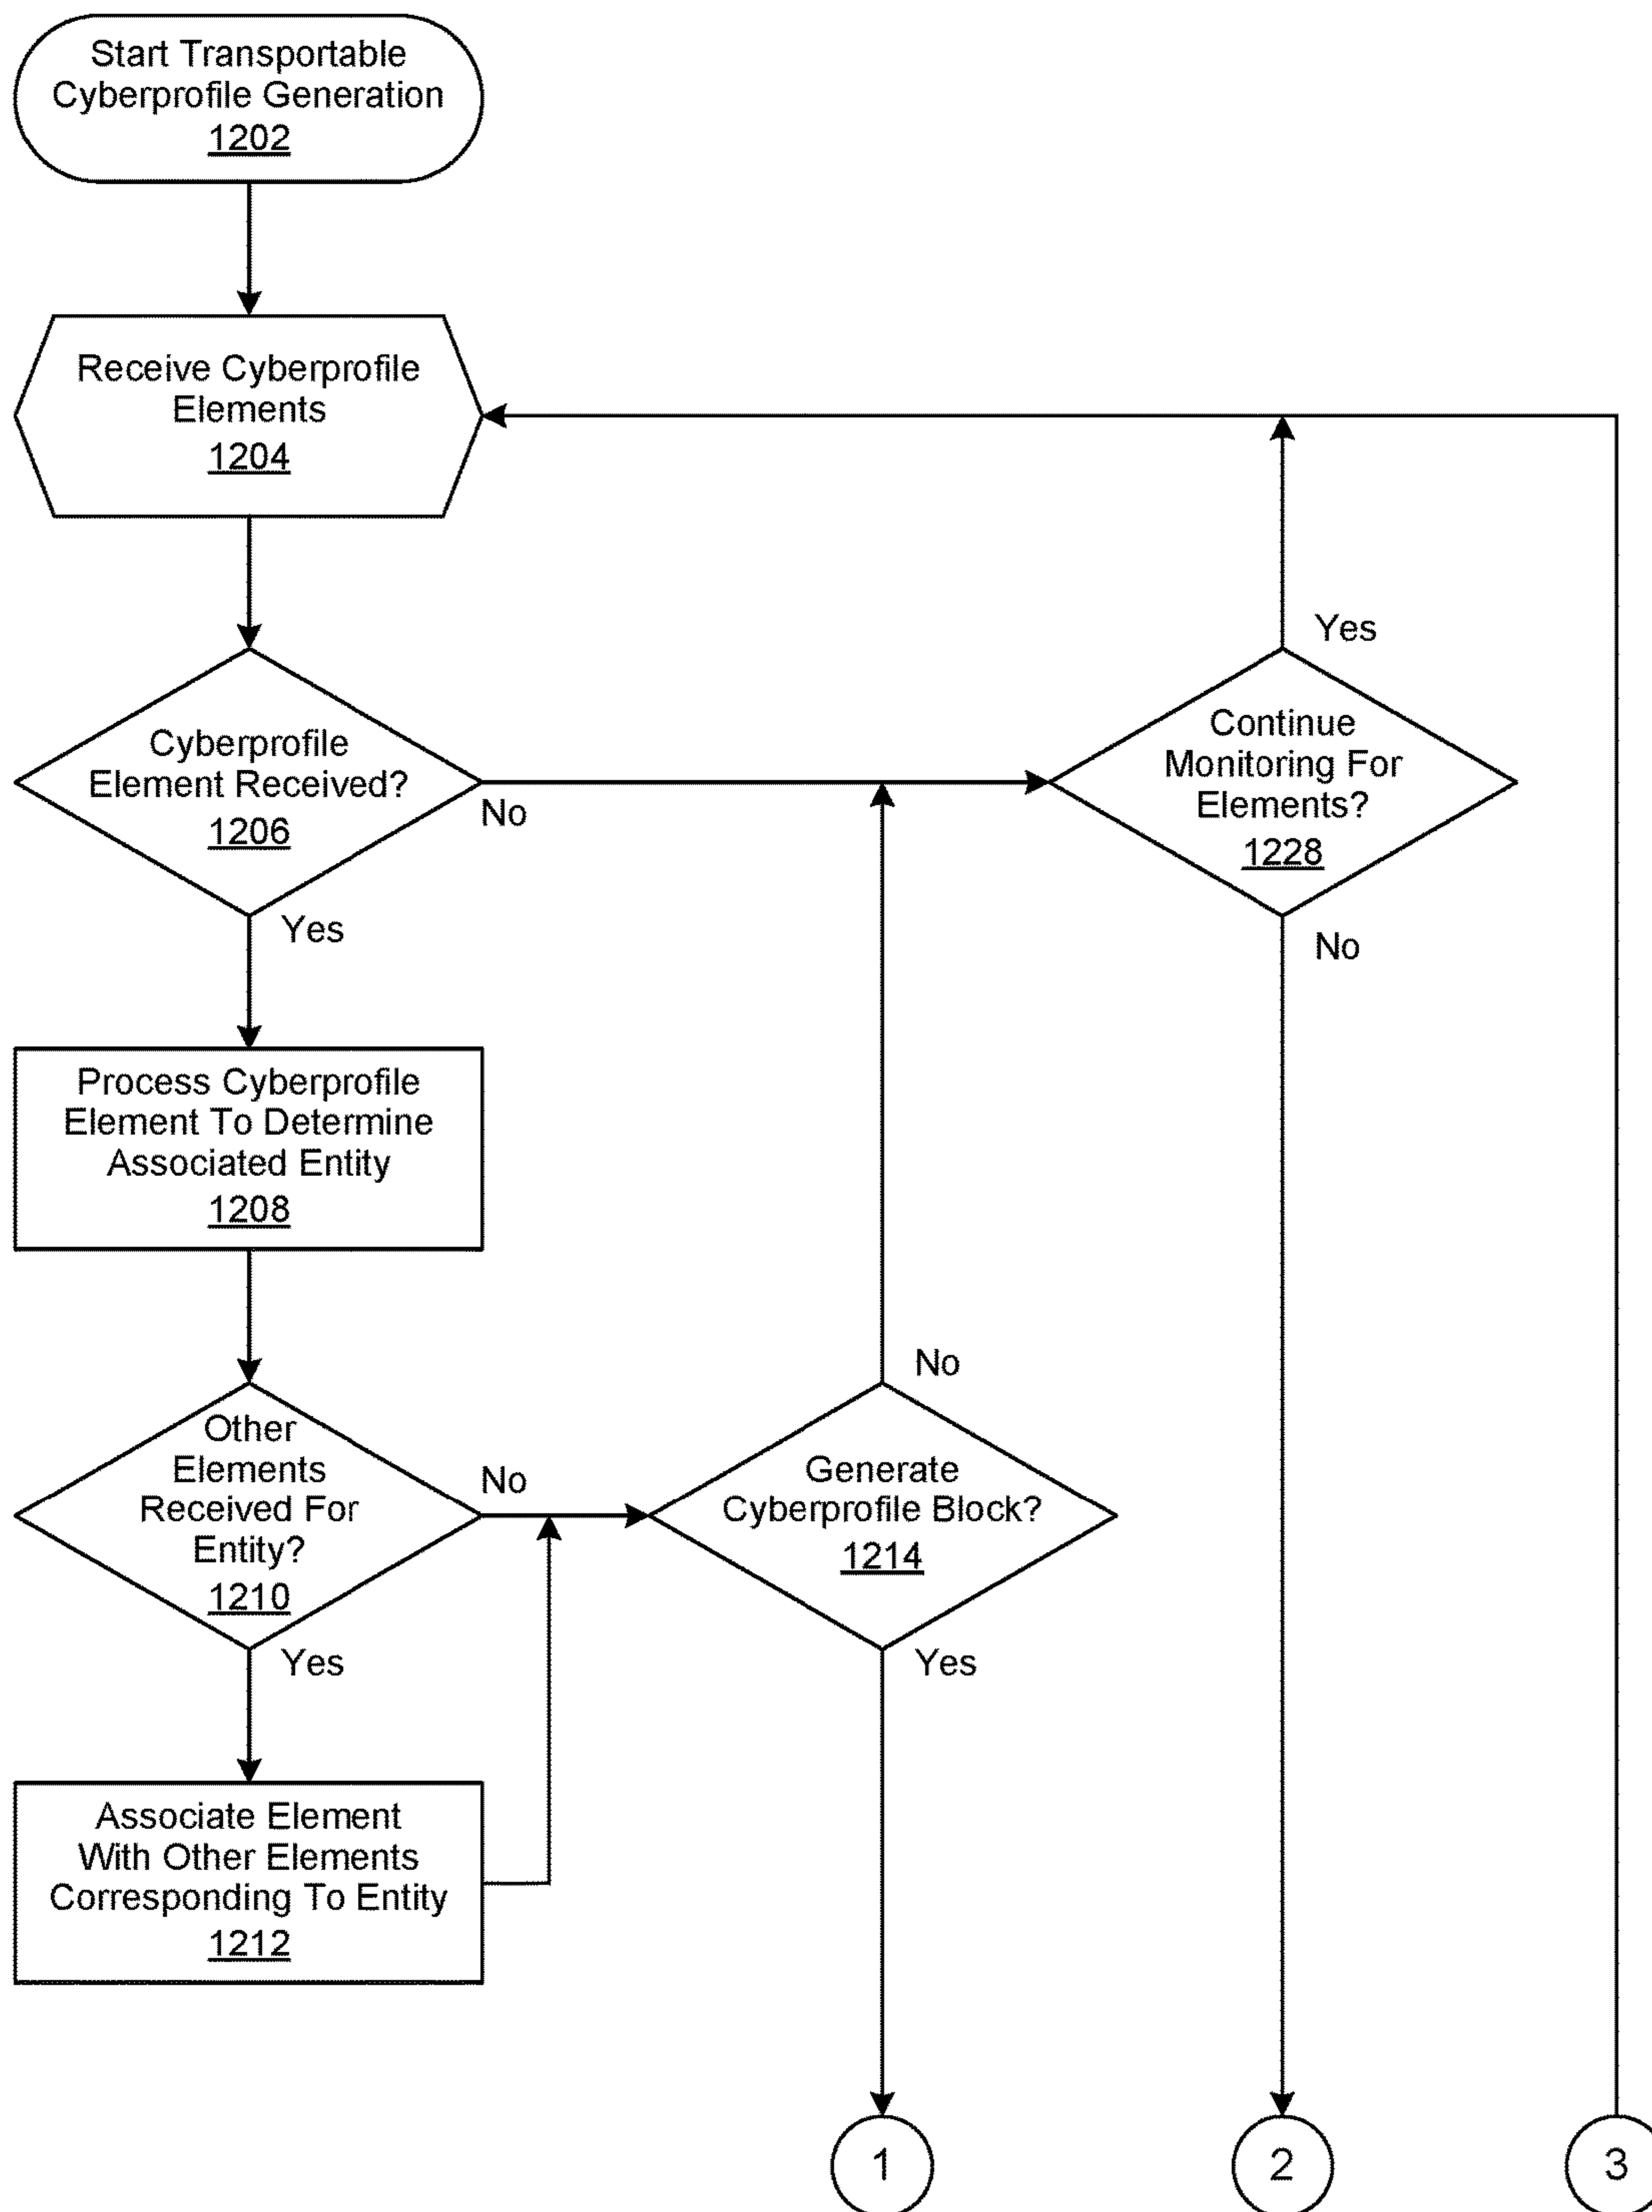 Start Transportable
Cyberprofile Generation
1202
Receive Cyberprofile
Elements
1204
Cyberprofile
Element Received?
1206
No
Yes
Continue
Monitoring For
Elements?
1228
Yes
No
Process Cyberprofile
Element To Determine
Associated Entity
1208
Other
Elements
Received For
Entity?
1210
No
Yes
Generate
Cyberprofile Block?
1214
No
Yes
Associate Element
With Other Elements
Corresponding To Entity
1212
1
2
3